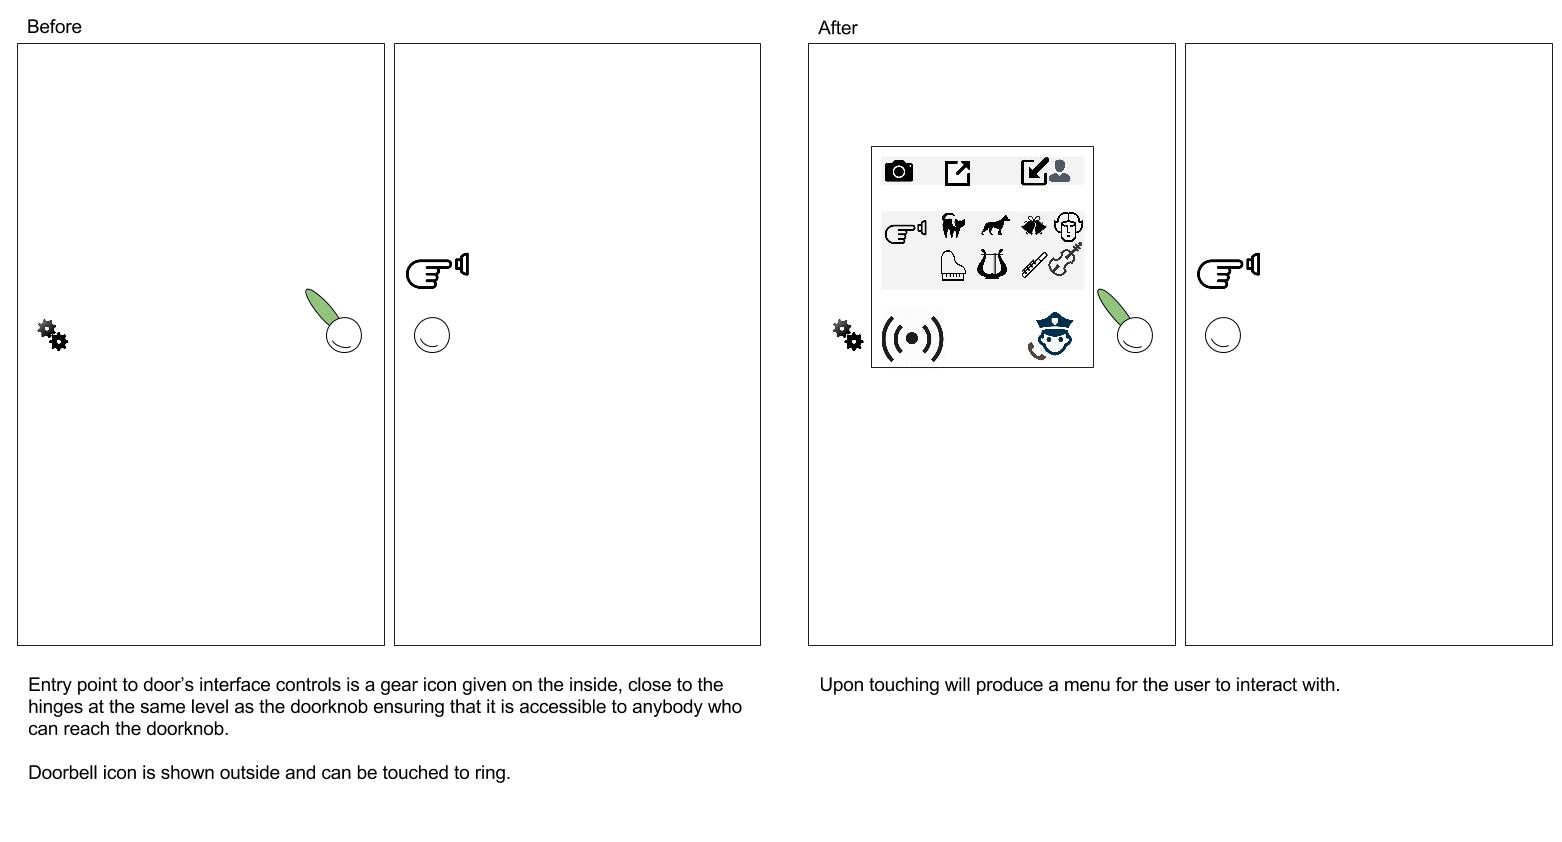 Before
After
Entry point to door's interface controls is a gear icon given on the inside, close to the
hinges at the same level as the doorknob ensuring that it is accessible to anybody who
can reach the doorknob.
Doorbell icon is shown outside and can be touched to ring.
Upon touching will produce a menu for the user to interact with.